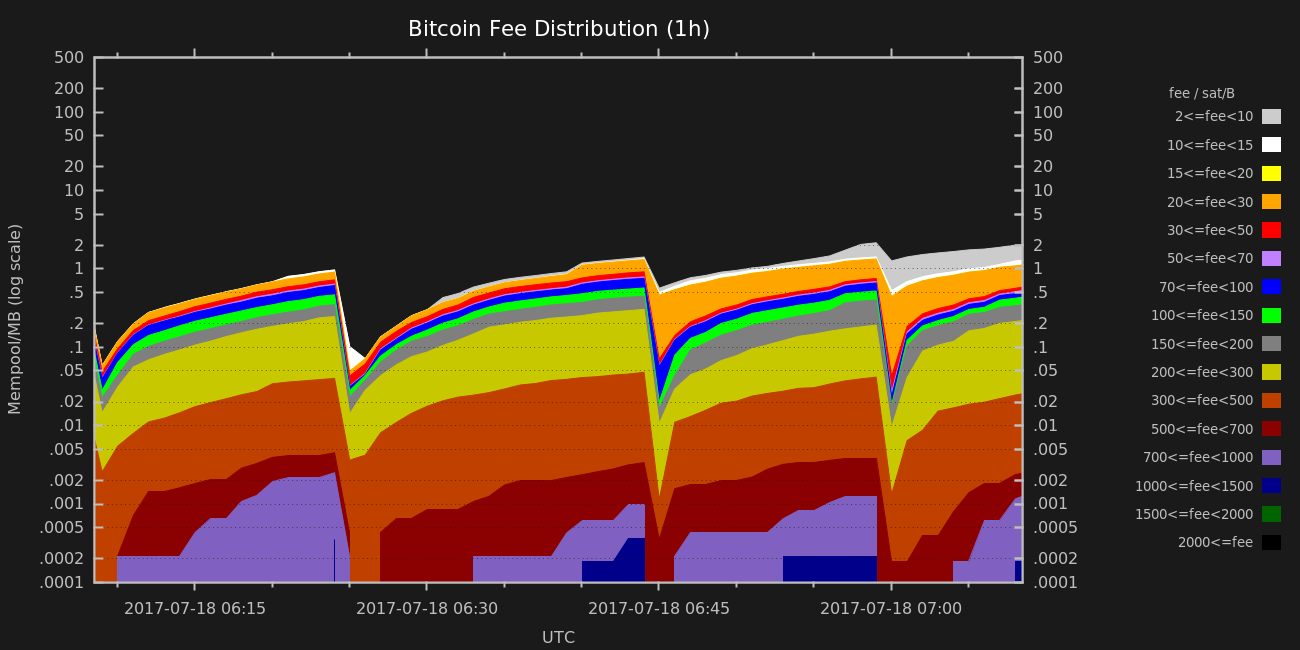 Bitcoin Fee Distribution (1h)
500
200
100
50
20
10
5
2
1
.5
.2
.1
.05
.02
.01
.005
.002
.001
.0005
.0002
.0001
Mempool/MB (log scale)
500
200
100
50
20
10
5
2
1
.5
.2
.1
.05
.02
.01
.005
.002
.001
.0005
.0002
.0001
2017-07-18 06:15
2017-07-18 06:30
2017-07-18 06:45
2017-07-18 07:00
UTC
fee / sat/B
2<=fee<10
10<=fee<15
15<=fee<20
20<=fee<30
30<=fee<50
50<=fee<70
70<=fee<100
100<=fee<150
150<=fee<200
200<=fee<300
300<=fee<500
500<=fee<700
700<=fee<1000
1000<=fee<1500
1500<=fee<2000
2000<=fee